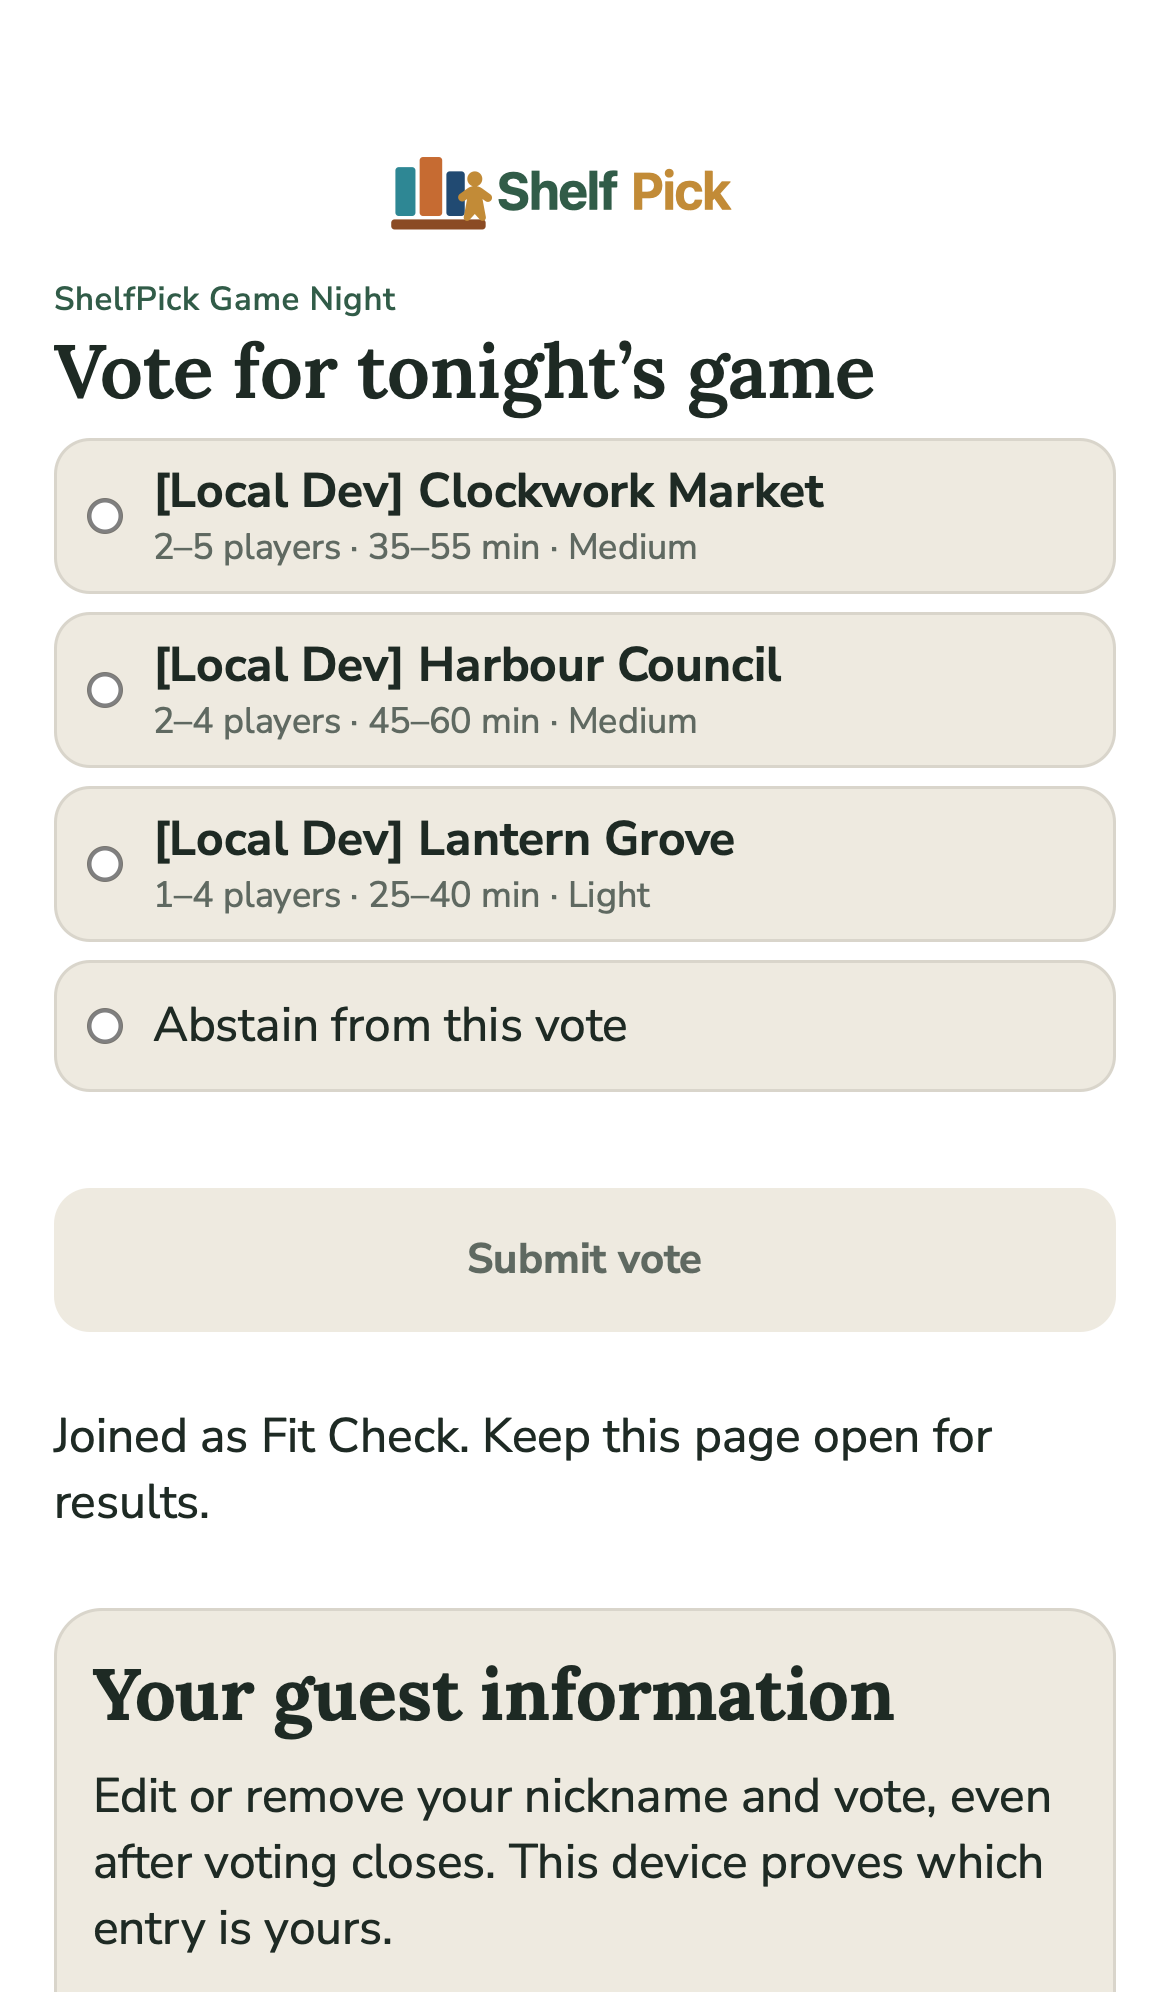 Shelf Pick
ShelfPick Game Night
Vote for tonight’s game
[Local Dev] Clockwork Market
2–5 players · 35–55 min · Medium
[Local Dev] Harbour Council
2–4 players · 45–60 min · Medium
[Local Dev] Lantern Grove
1–4 players · 25–40 min · Light
Abstain from this vote
Submit vote
Joined as Fit Check. Keep this page open for
results.
Your guest information
Edit or remove your nickname and vote, even
after voting closes. This device proves which
entry is yours.